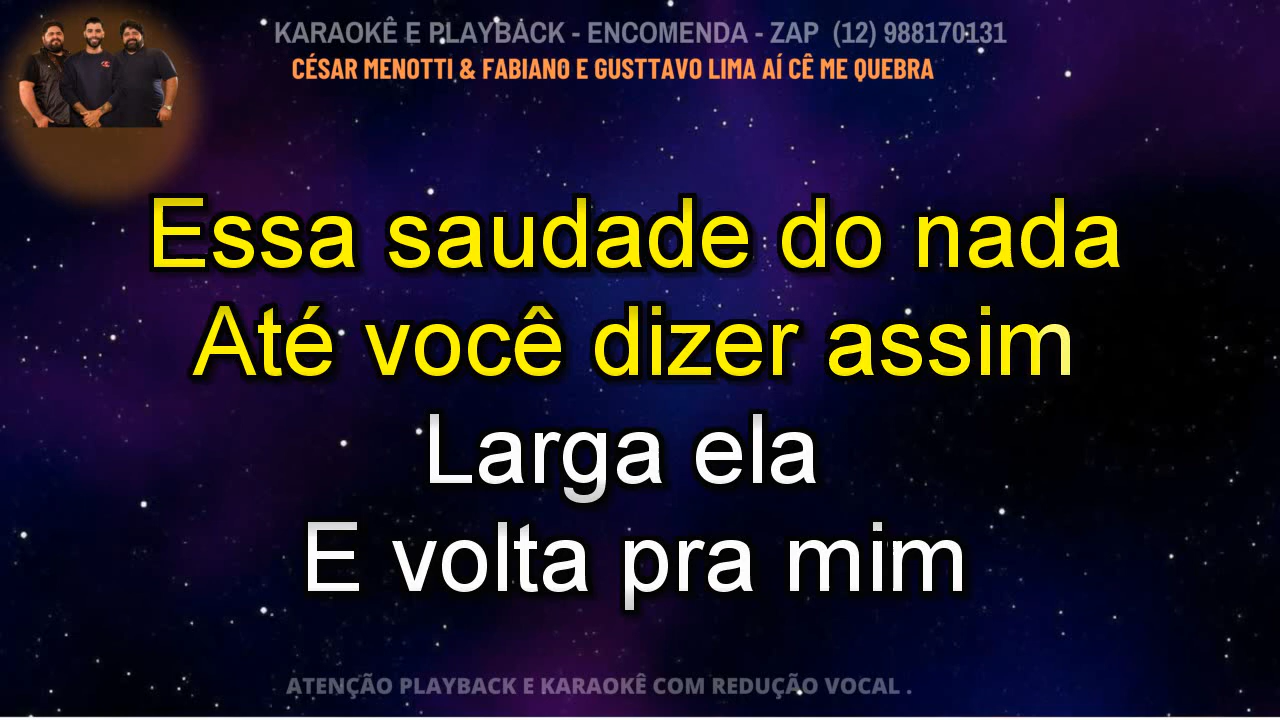 KARAOKÊ E PLAYBACK - ENCOMENDA - ZAP (12) 988170131
CÉSAR MENOTTI & FABIANO E GUSTTAVO LIMA AÍ CÊ ME QUEBRA
Essa saudade do nada
Até você dizer assim
Larga ela
E volta pra mim
ATENÇÃO PLAYBACK E KARAOKÊ COM REDUÇÃO VOCAL .